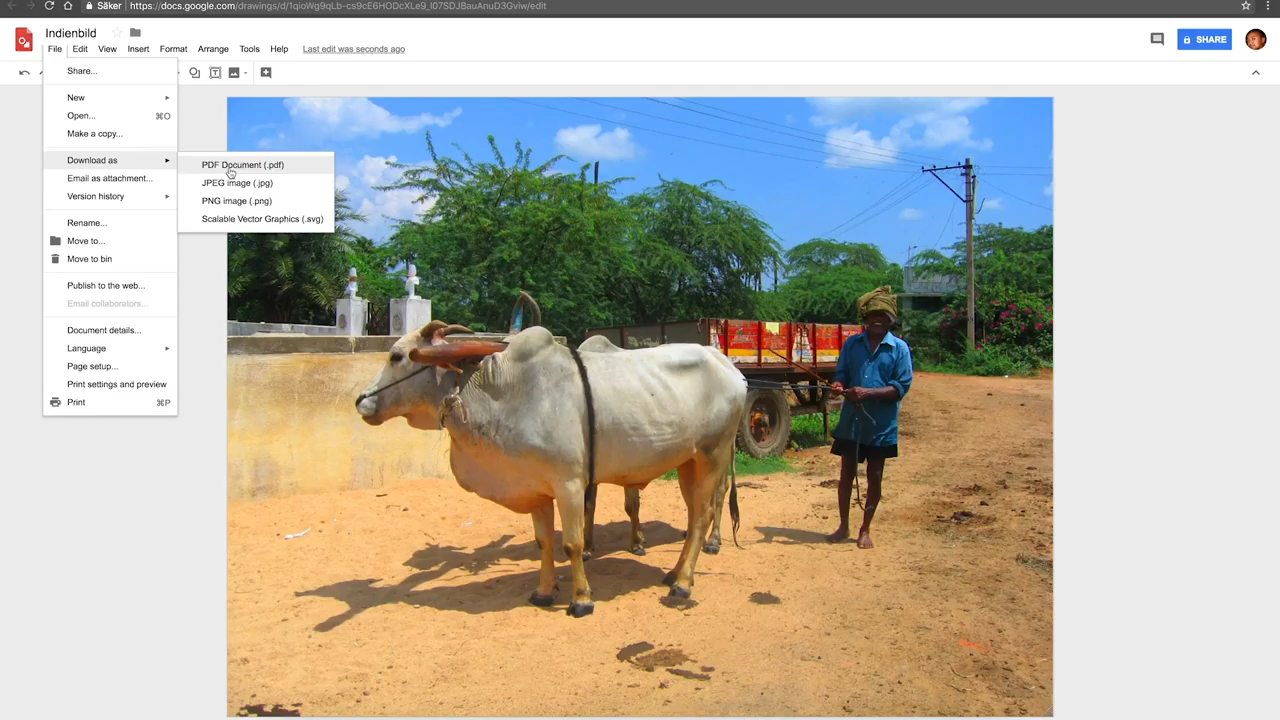 Säker
https://docs.google.com/drawings/d/1qioWg9qLb-cs9cE6HODcXLe9_I07SDJBauAnuD3Gviw/edit
Indienbild
File Edit View Insert Format Arrange Tools Help Last edit was seconds ago
SHARE
Share...
New
Open... ⌘O
Make a copy...
Download as
Email as attachment...
Version history
Rename...
Move to...
Move to bin
Publish to the web...
Email collaborators...
Document details...
Language
Page setup...
Print settings and preview
Print ⌘P
PDF Document (.pdf)
JPEG image (.jpg)
PNG image (.png)
Scalable Vector Graphics (.svg)